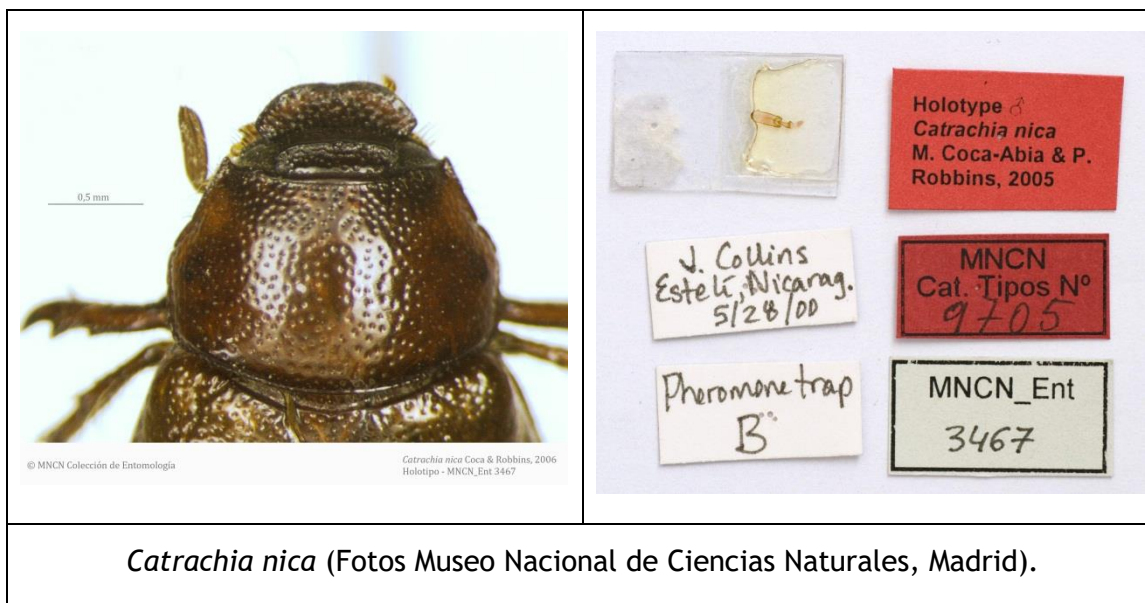 0,5 mm
© MNCN Colección de Entomología
Catrachia nica Coca & Robbins, 2006
Holotipo - MNCN_Ent 3467
Holotype ♂
Catrachia nica
M. Coca-Abia & P.
Robbins, 2005
J. Collins
Estelí, Nicarag.
5/28/00
MNCN
Cat. Tipos Nº
9705
Pheromone trap
B
MNCN_Ent
3467
Catrachia nica (Fotos Museo Nacional de Ciencias Naturales, Madrid).